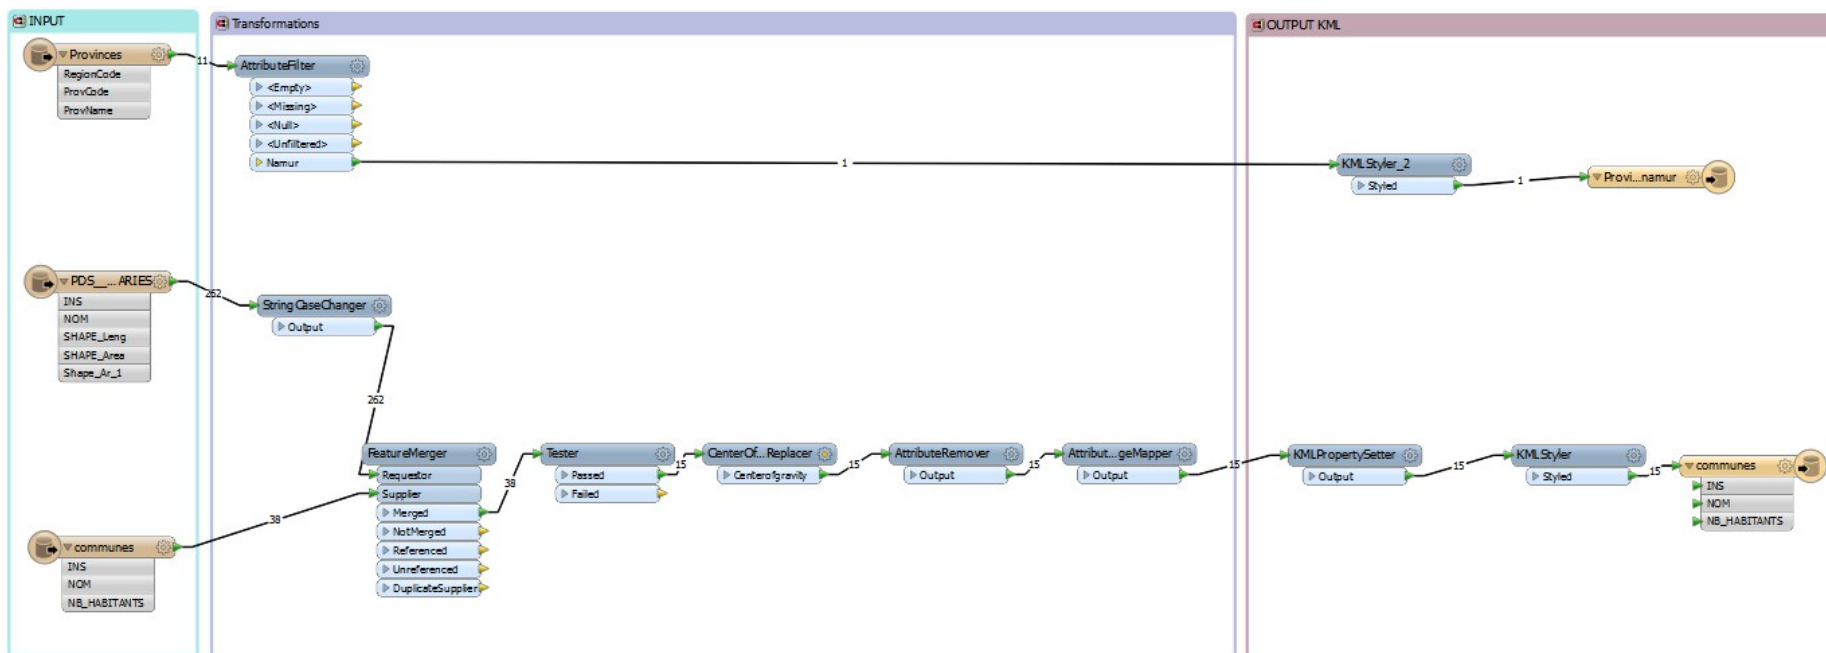 INPUT
Transformations
OUTPUT KML
Provinces
RegionCode
ProvCode
ProvName
11
AttributeFilter
<Empty>
<Missing>
<Null>
<Unfiltered>
Namur
1
KMLStyler_2
Styled
1
Provi...namur
PDS__...ARIES
INS
NOM
SHAPE_Leng
SHAPE_Area
Shape_Ar_1
262
StringCaseChanger
Output
262
communes
INS
NOM
NB_HABITANTS
38
FeatureMerger
Requestor
Supplier
Merged
NotMerged
Referenced
Unreferenced
DuplicateSupplier
38
Tester
Passed
Failed
15
CenterOf...Replacer
Centerofgravity
15
AttributeRemover
Output
15
Attribut...geMapper
Output
15
KMLPropertySetter
Output
15
KMLStyler
Styled
15
communes
INS
NOM
NB_HABITANTS